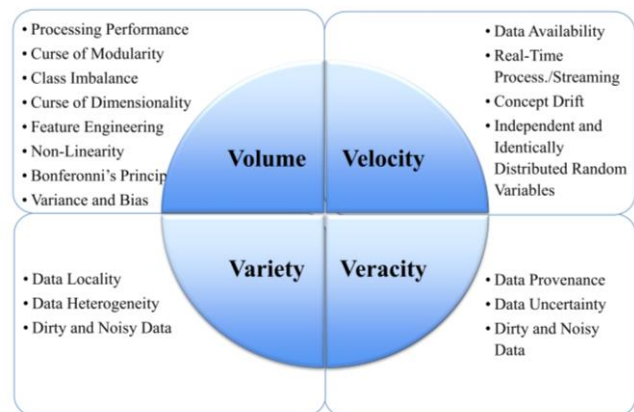 • Processing Performance
• Curse of Modularity
• Class Imbalance
• Curse of Dimensionality
• Feature Engineering
• Non-Linearity
• Bonferonni's Princip
• Variance and Bias
• Data Availability
• Real-Time
Process./Streaming
• Concept Drift
• Independent and
Identically
Distributed Random
Variables
Volume
Velocity
Variety
Veracity
• Data Locality
• Data Heterogeneity
• Dirty and Noisy Data
• Data Provenance
• Data Uncertainty
• Dirty and Noisy
Data